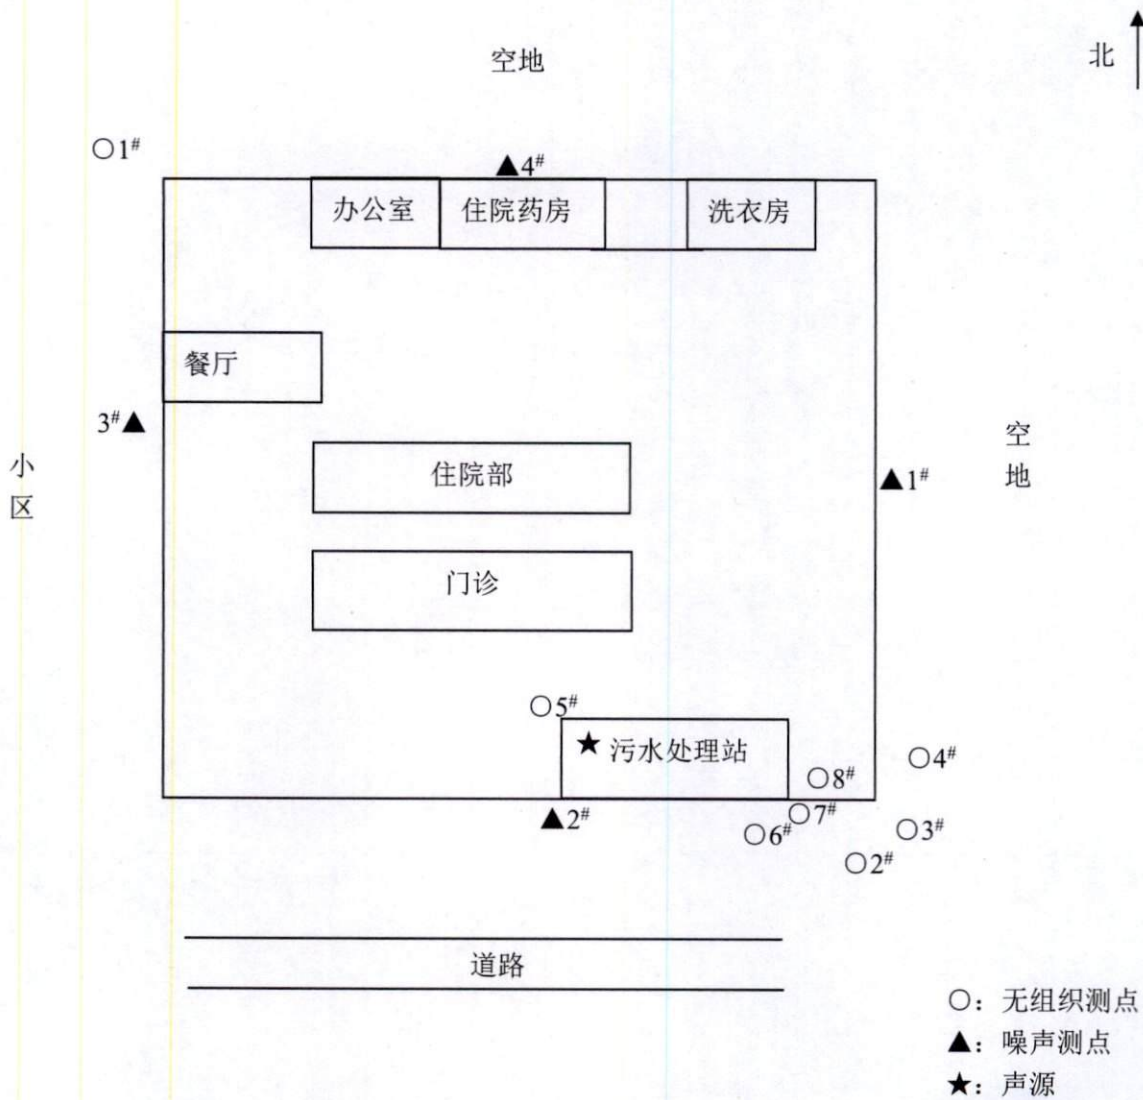 空地
北
○1#
▲4#
办公室
住院药房
洗衣房
餐厅
3#▲
小区
住院部
▲1#
空地
门诊
○5#
★ 污水处理站
○4#
○8#
○7#
○6#
○3#
▲2#
○2#
道路
○：无组织测点
▲：噪声测点
★：声源